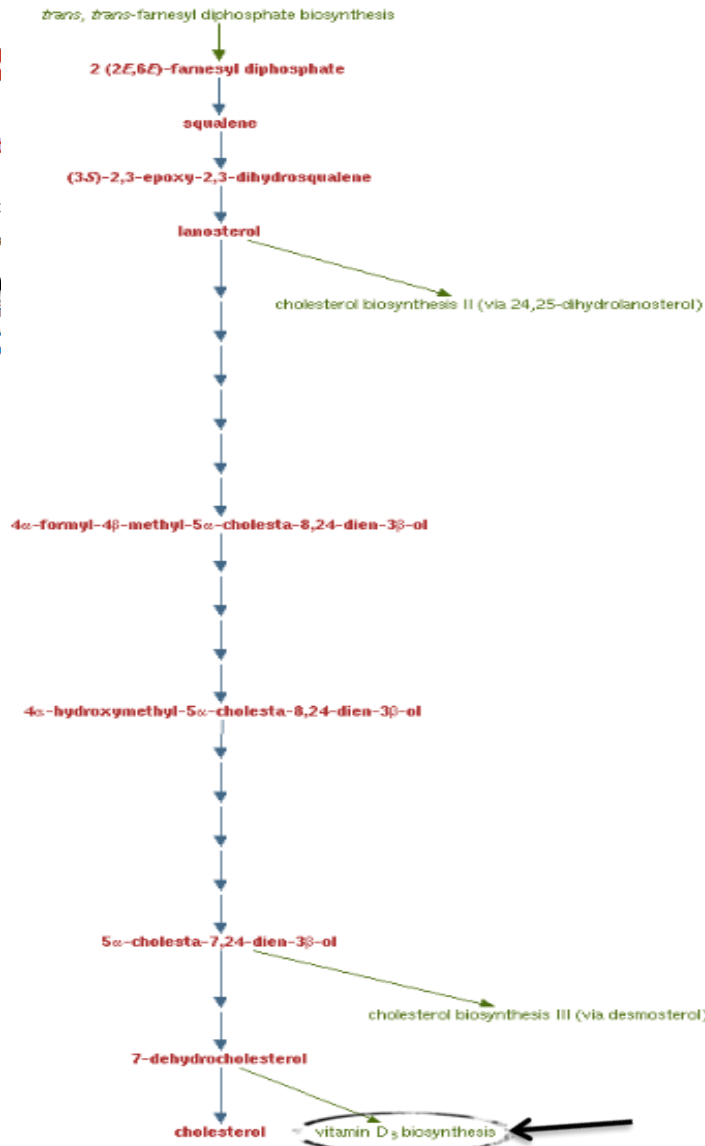 trans, trans-farnesyl diphosphate biosynthesis
2 (2E,6E)-farnesyl diphosphate
squalene
(3S)-2,3-epoxy-2,3-dihydrosqualene
lanosterol
cholesterol biosynthesis II (via 24,25-dihydrolanosterol)
4α-formyl-4β-methyl-5α-cholesta-8,24-dien-3β-ol
4α-hydroxymethyl-5α-cholesta-8,24-dien-3β-ol
5α-cholesta-7,24-dien-3β-ol
cholesterol biosynthesis III (via desmosterol)
7-dehydrocholesterol
cholesterol vitamin D3 biosynthesis